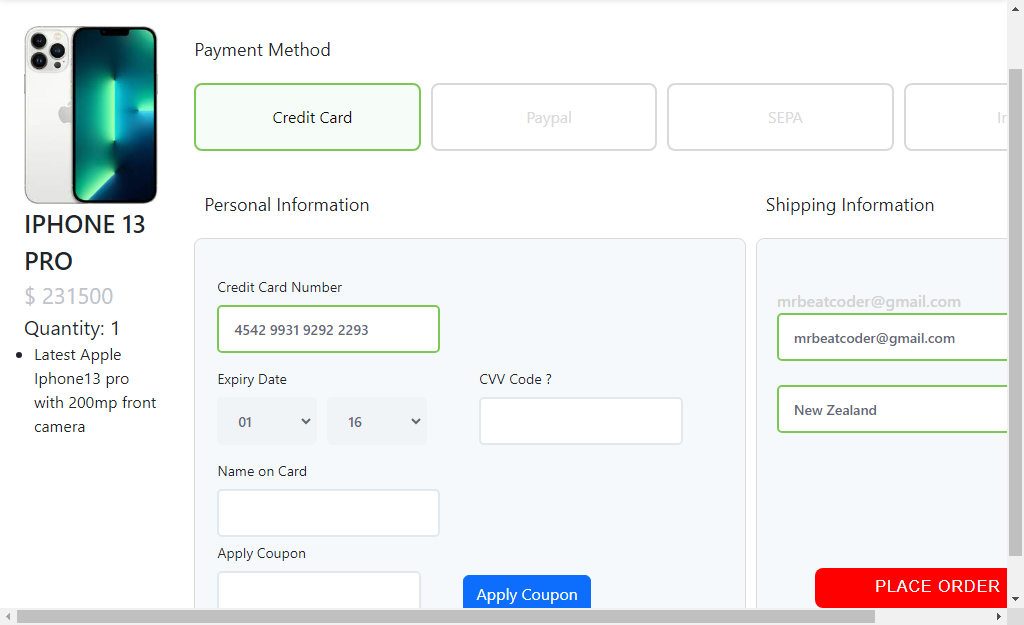 Payment Method
Credit Card
Paypal
SEPA
IPHONE 13
PRO
$ 231500
Quantity: 1
Latest Apple
Iphone13 pro
with 200mp front
camera
Personal Information
Credit Card Number
4542 9931 9292 2293
Expiry Date
CVV Code ?
01
16
Name on Card
Apply Coupon
Apply Coupon
Shipping Information
mrbeatcoder@gmail.com
mrbeatcoder@gmail.com
New Zealand
PLACE ORDER